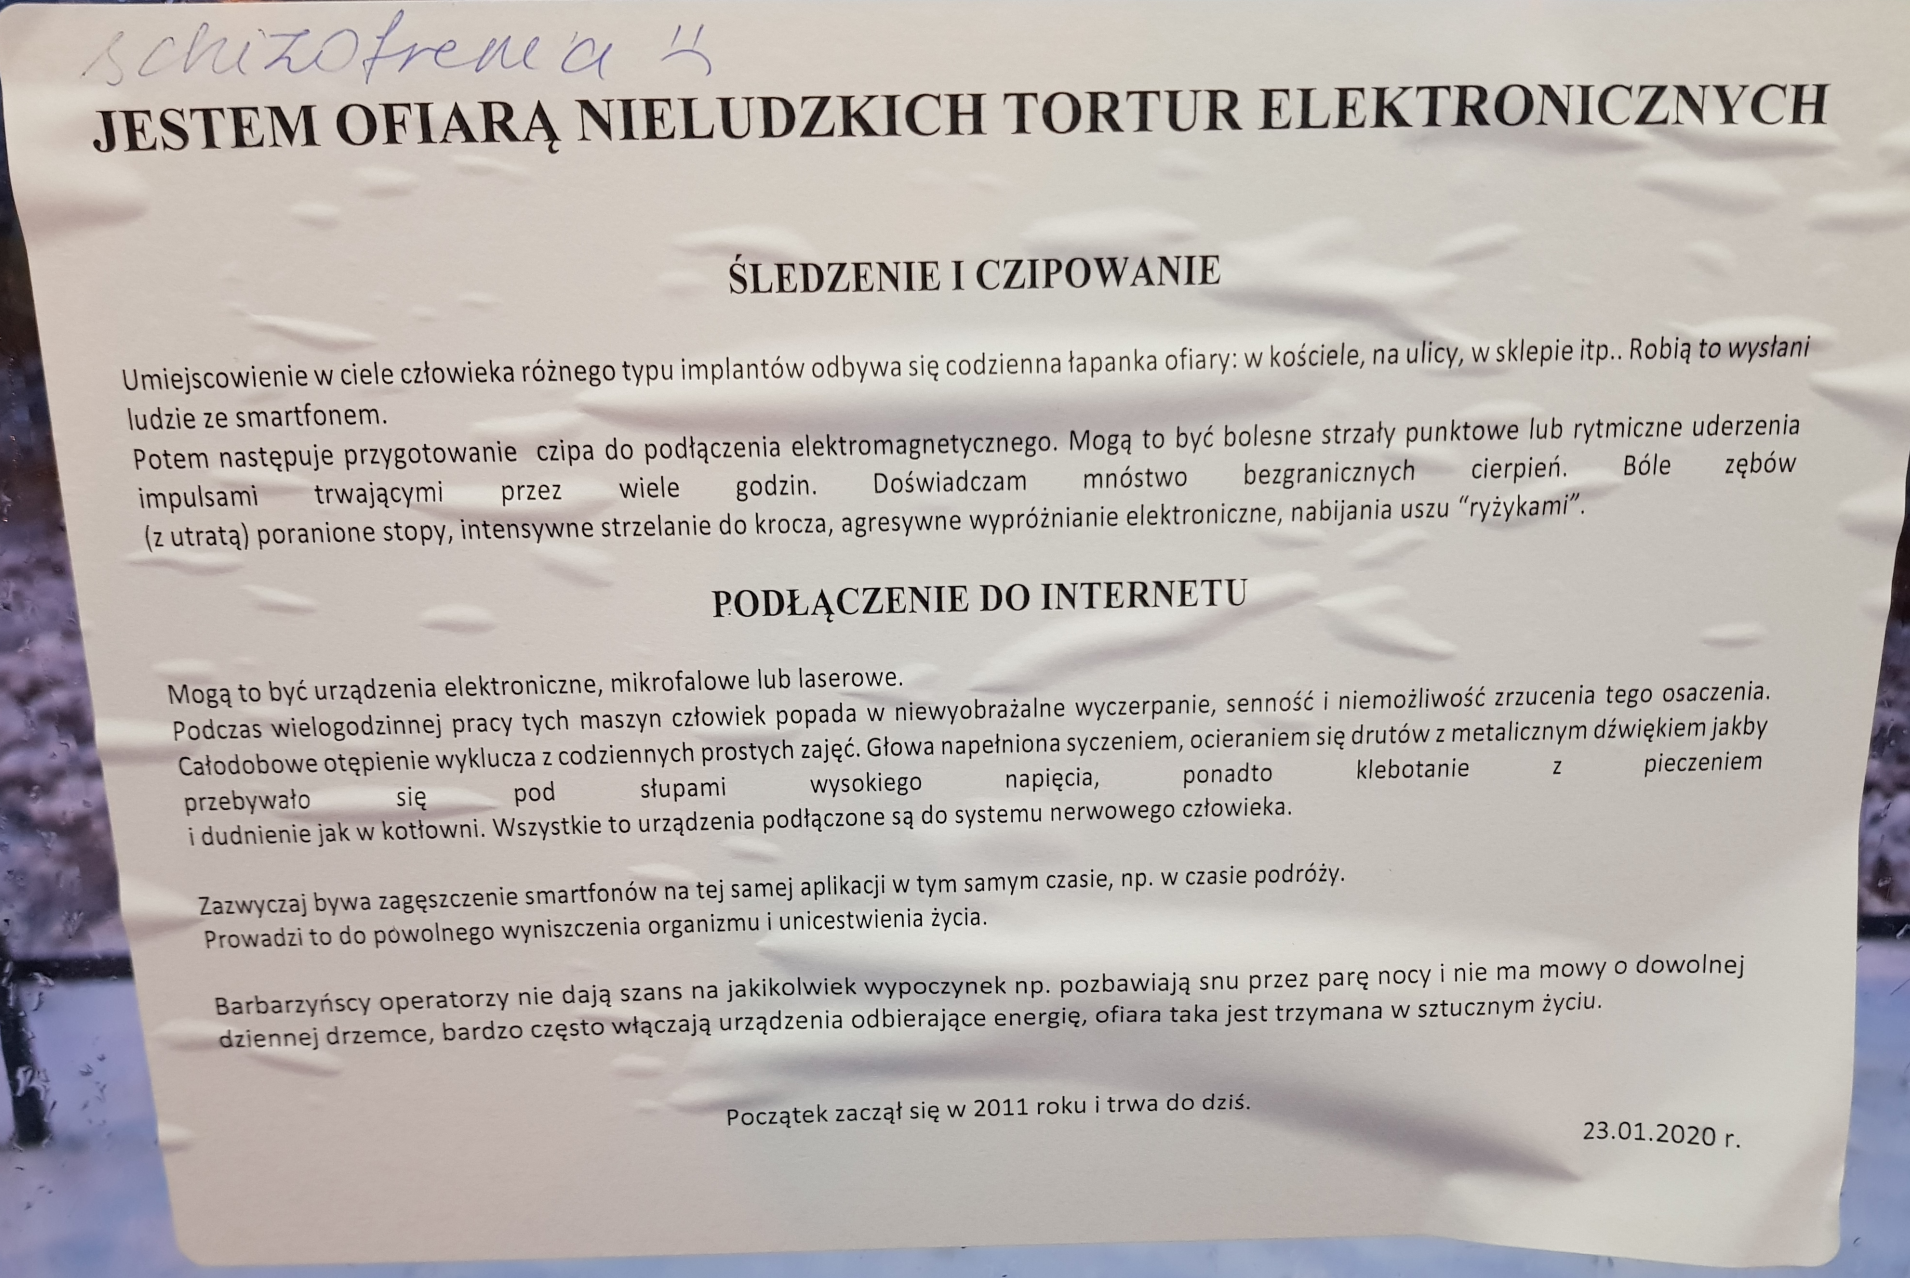 schizofrenia :(
JESTEM OFIARĄ NIELUDZKICH TORTUR ELEKTRONICZNYCH
ŚLEDZENIE I CZIPOWANIE
Umiejscowienie w ciele człowieka różnego typu implantów odbywa się codzienna łapanka ofiary: w kościele, na ulicy, w sklepie itp.. Robią to wysłani
ludzie ze smartfonem.
Potem następuje przygotowanie czipa do podłączenia elektromagnetycznego. Mogą to być bolesne strzały punktowe lub rytmiczne uderzenia
impulsami trwającymi przez wiele godzin. Doświadczam mnóstwo bezgranicznych cierpień. Bóle zębów
(z utratą) poranione stopy, intensywne strzelanie do krocza, agresywne wypróżnianie elektroniczne, nabijania uszu “ryżykami”.
PODŁĄCZENIE DO INTERNETU
Mogą to być urządzenia elektroniczne, mikrofalowe lub laserowe.
Podczas wielogodzinnej pracy tych maszyn człowiek popada w niewyobrażalne wyczerpanie, senność i niemożliwość zrzucenia tego osaczenia.
Całodobowe otępienie wyklucza z codziennych prostych zajęć. Głowa napełniona syczeniem, ocieraniem się drutów z metalicznym dźwiękiem jakby
przebywało się pod słupami wysokiego napięcia, ponadto klebotanie z pieczeniem
i dudnienie jak w kotłowni. Wszystkie to urządzenia podłączone są do systemu nerwowego człowieka.
Zazwyczaj bywa zagęszczenie smartfonów na tej samej aplikacji w tym samym czasie, np. w czasie podróży.
Prowadzi to do powolnego wyniszczenia organizmu i unicestwienia życia.
Barbarzyńscy operatorzy nie dają szans na jakikolwiek wypoczynek np. pozbawiają snu przez parę nocy i nie ma mowy o dowolnej
dziennej drzemce, bardzo często włączają urządzenia odbierające energię, ofiara taka jest trzymana w sztucznym życiu.
Początek zaczął się w 2011 roku i trwa do dziś.
23.01.2020 r.